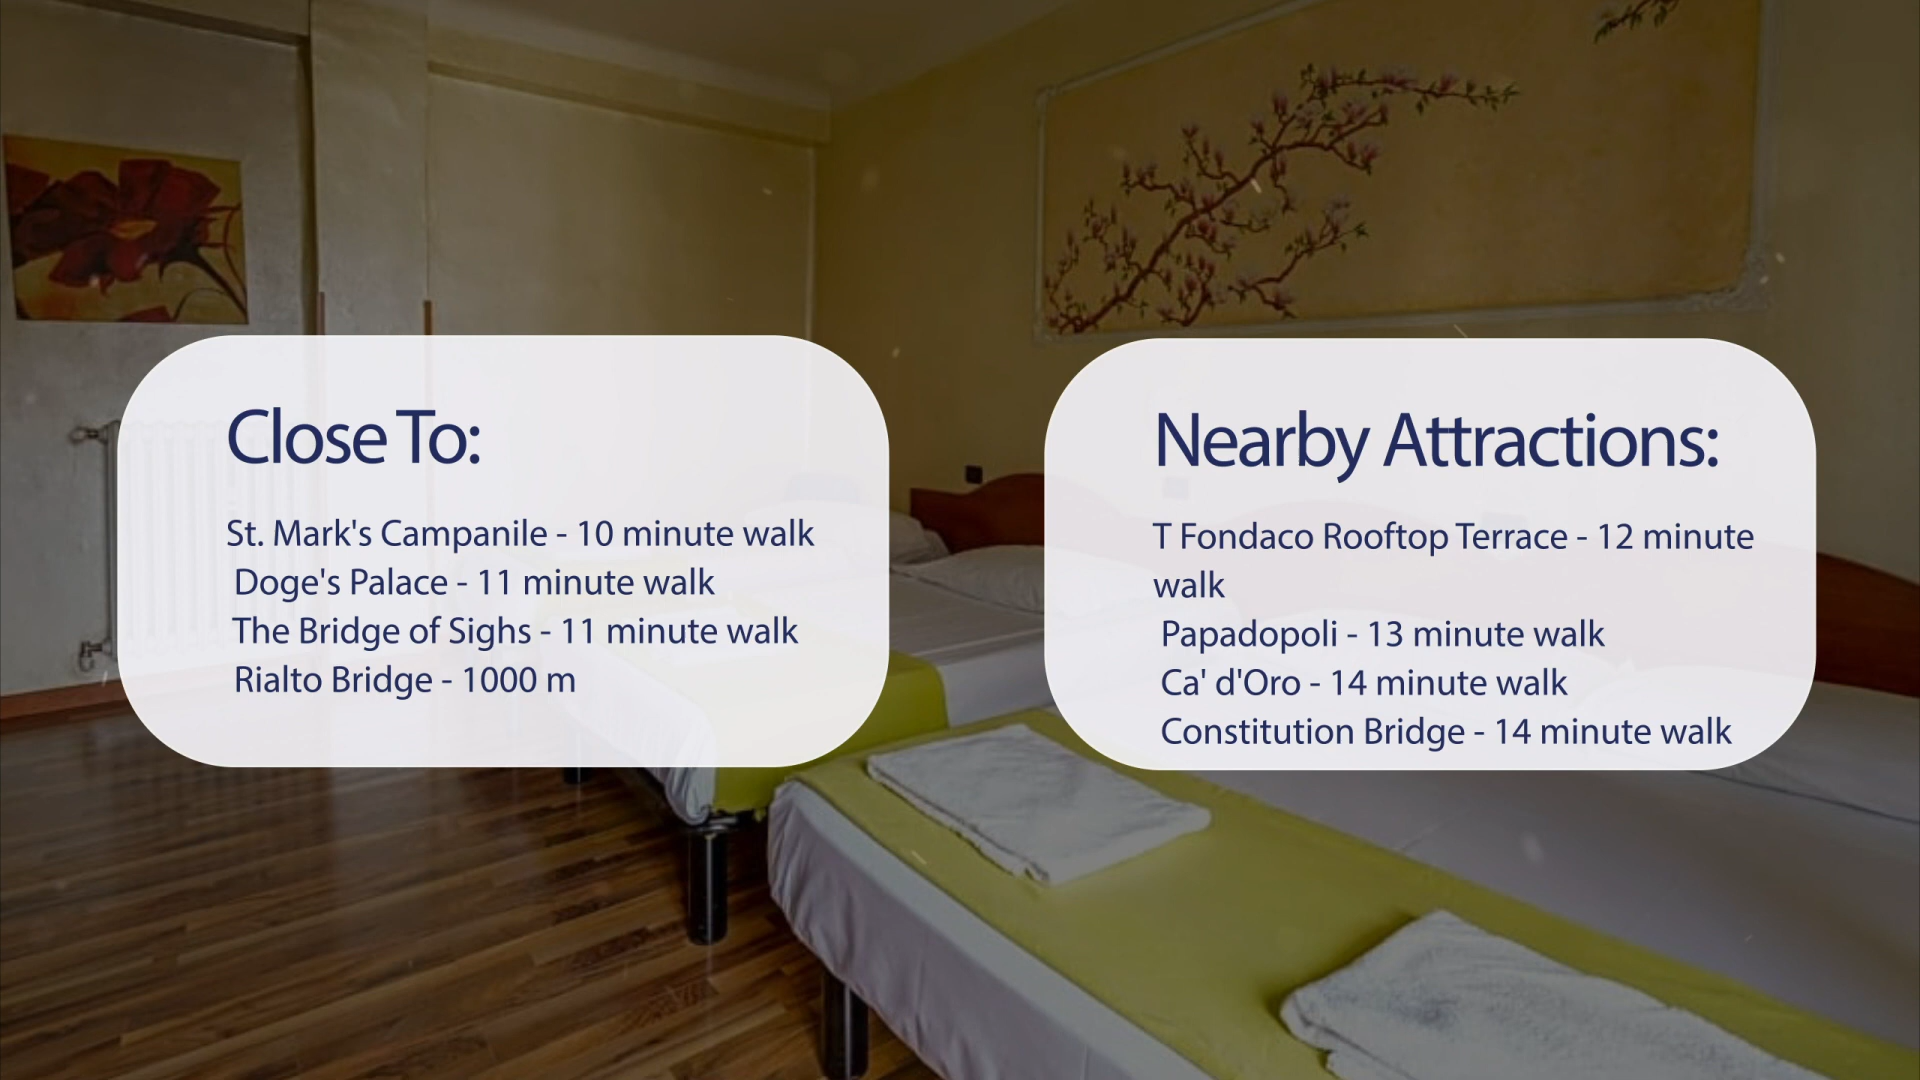 Close To:
St. Mark's Campanile - 10 minute walk
Doge's Palace - 11 minute walk
The Bridge of Sighs - 11 minute walk
Rialto Bridge - 1000 m
Nearby Attractions:
T Fondaco Rooftop Terrace - 12 minute
walk
Papadopoli - 13 minute walk
Ca' d'Oro - 14 minute walk
Constitution Bridge - 14 minute walk